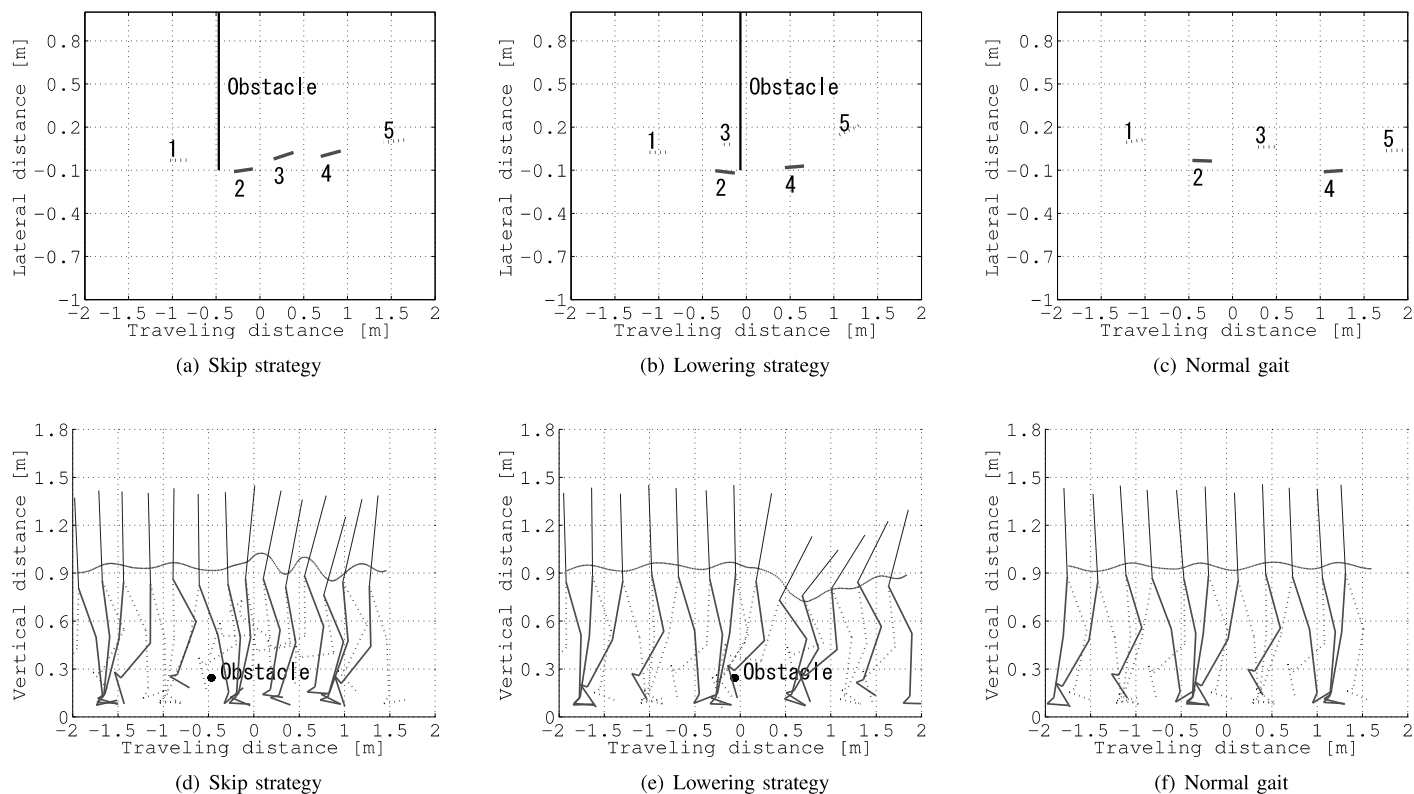 Lateral distance [m]
0.8
0.5
0.2
-0.1
-0.4
-0.7
-1
Obstacle
1
2
3
4
5
-2 -1.5 -1 -0.5 0 0.5 1 1.5 2
Traveling distance [m]
(a) Skip strategy
Lateral distance [m]
0.8
0.5
0.2
-0.1
-0.4
-0.7
-1
Obstacle
1
3
5
2
4
-2 -1.5 -1 -0.5 0 0.5 1 1.5 2
Traveling distance [m]
(b) Lowering strategy
Lateral distance [m]
0.8
0.5
0.2
-0.1
-0.4
-0.7
-1
1
3
5
2
4
-2 -1.5 -1 -0.5 0 0.5 1 1.5 2
Traveling distance [m]
(c) Normal gait
Vertical distance [m]
1.8
1.5
1.2
0.9
0.6
0.3
0
Obstacle
-2 -1.5 -1 -0.5 0 0.5 1 1.5 2
Traveling distance [m]
(d) Skip strategy
Vertical distance [m]
1.8
1.5
1.2
0.9
0.6
0.3
0
Obstacle
-2 -1.5 -1 -0.5 0 0.5 1 1.5 2
Traveling distance [m]
(e) Lowering strategy
Vertical distance [m]
1.8
1.5
1.2
0.9
0.6
0.3
0
-2 -1.5 -1 -0.5 0 0.5 1 1.5 2
Traveling distance [m]
(f) Normal gait